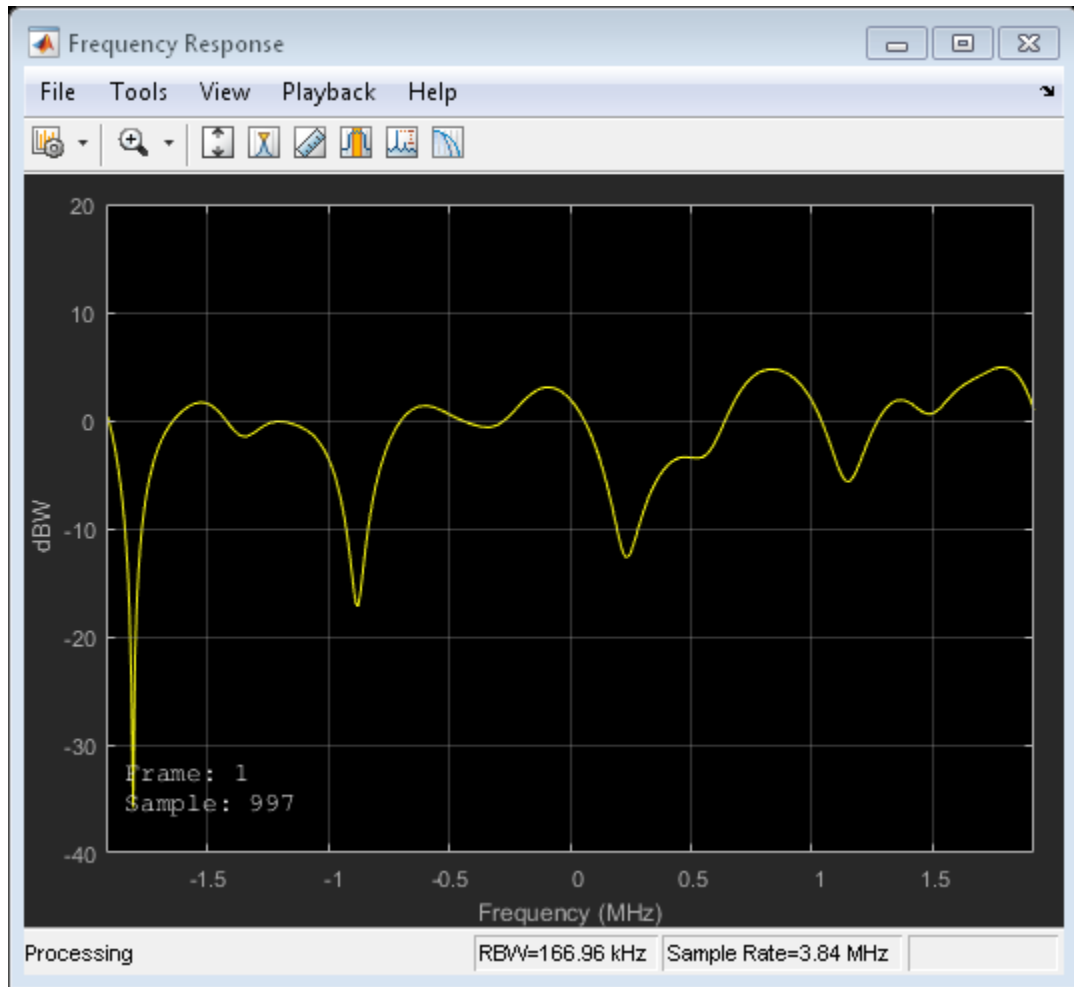 Frequency Response
File Tools View Playback Help
20
10
0
-10
-20
-30
-40
dBW
Frame: 1
Sample: 997
-1.5 -1 -0.5 0 0.5 1 1.5
Frequency (MHz)
Processing RBW=166.96 kHz Sample Rate=3.84 MHz